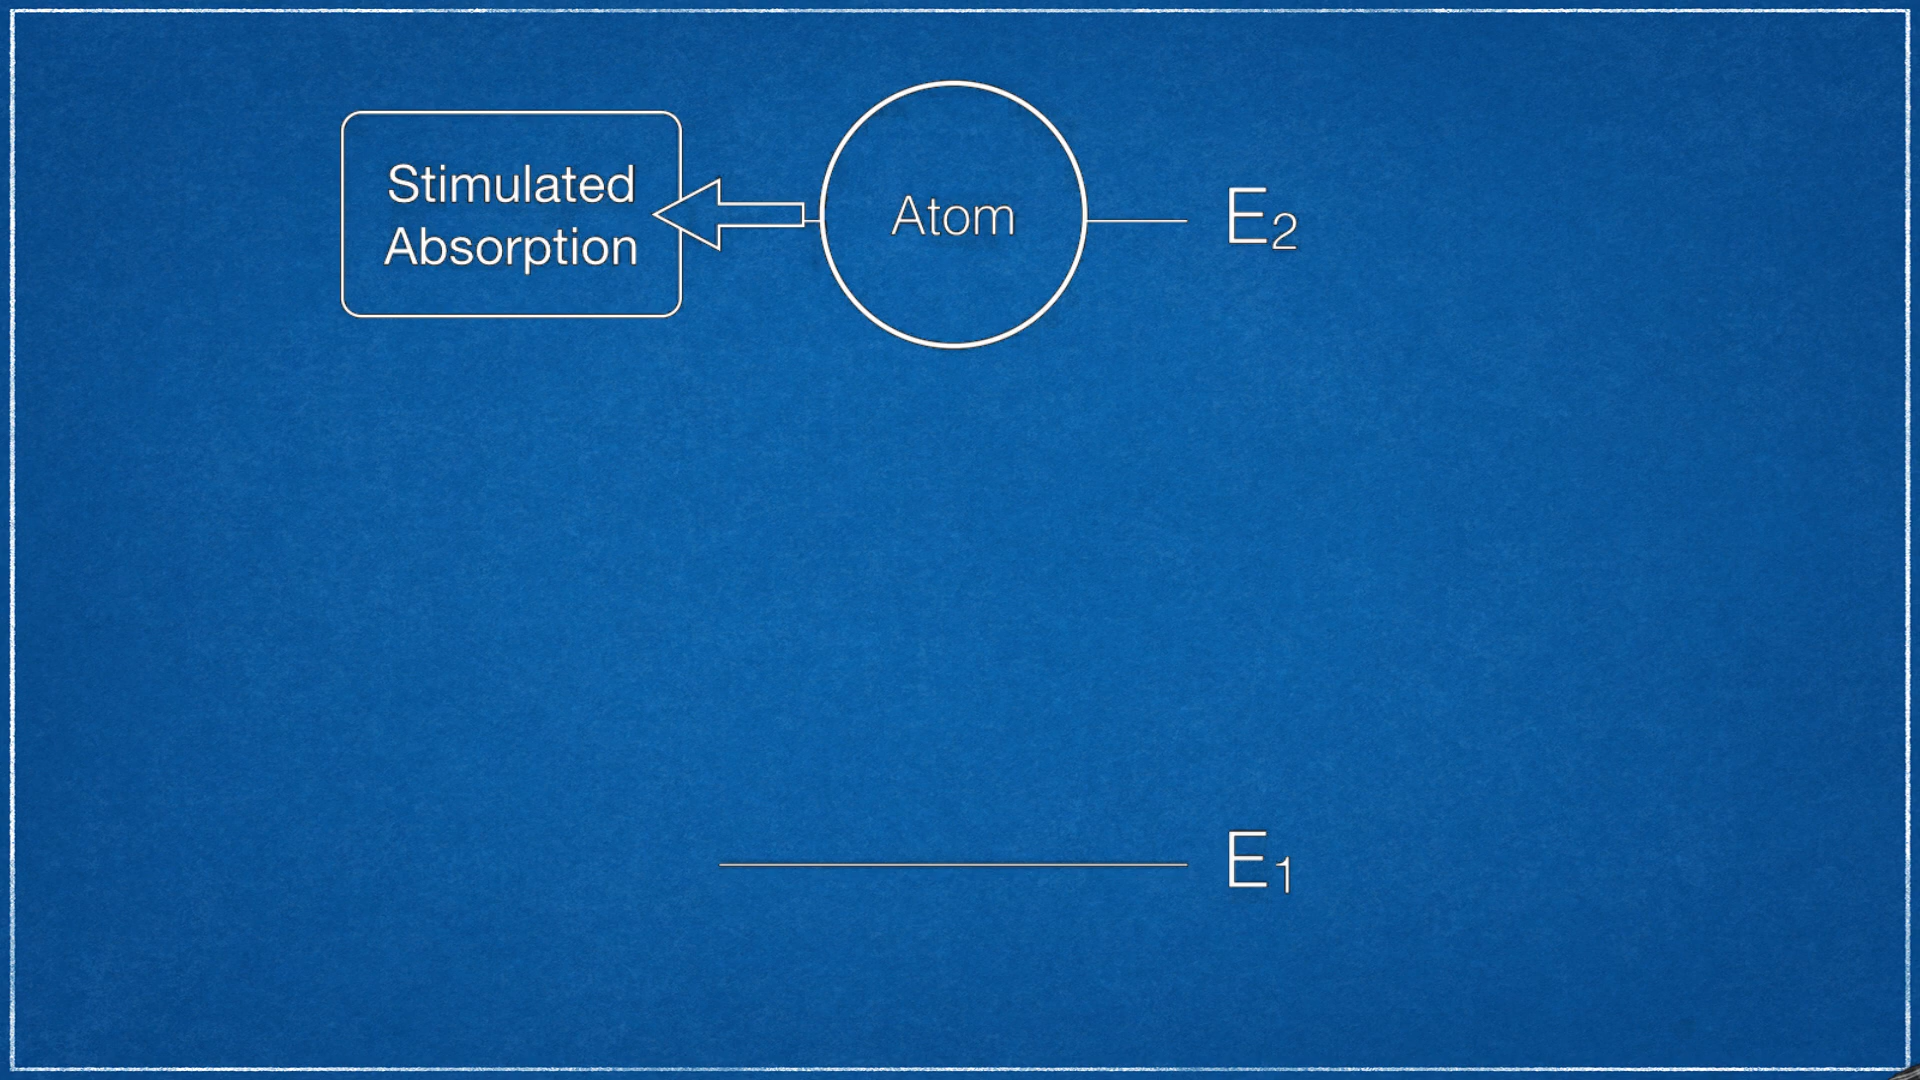 Stimulated
Absorption
Atom
E₂
E₁